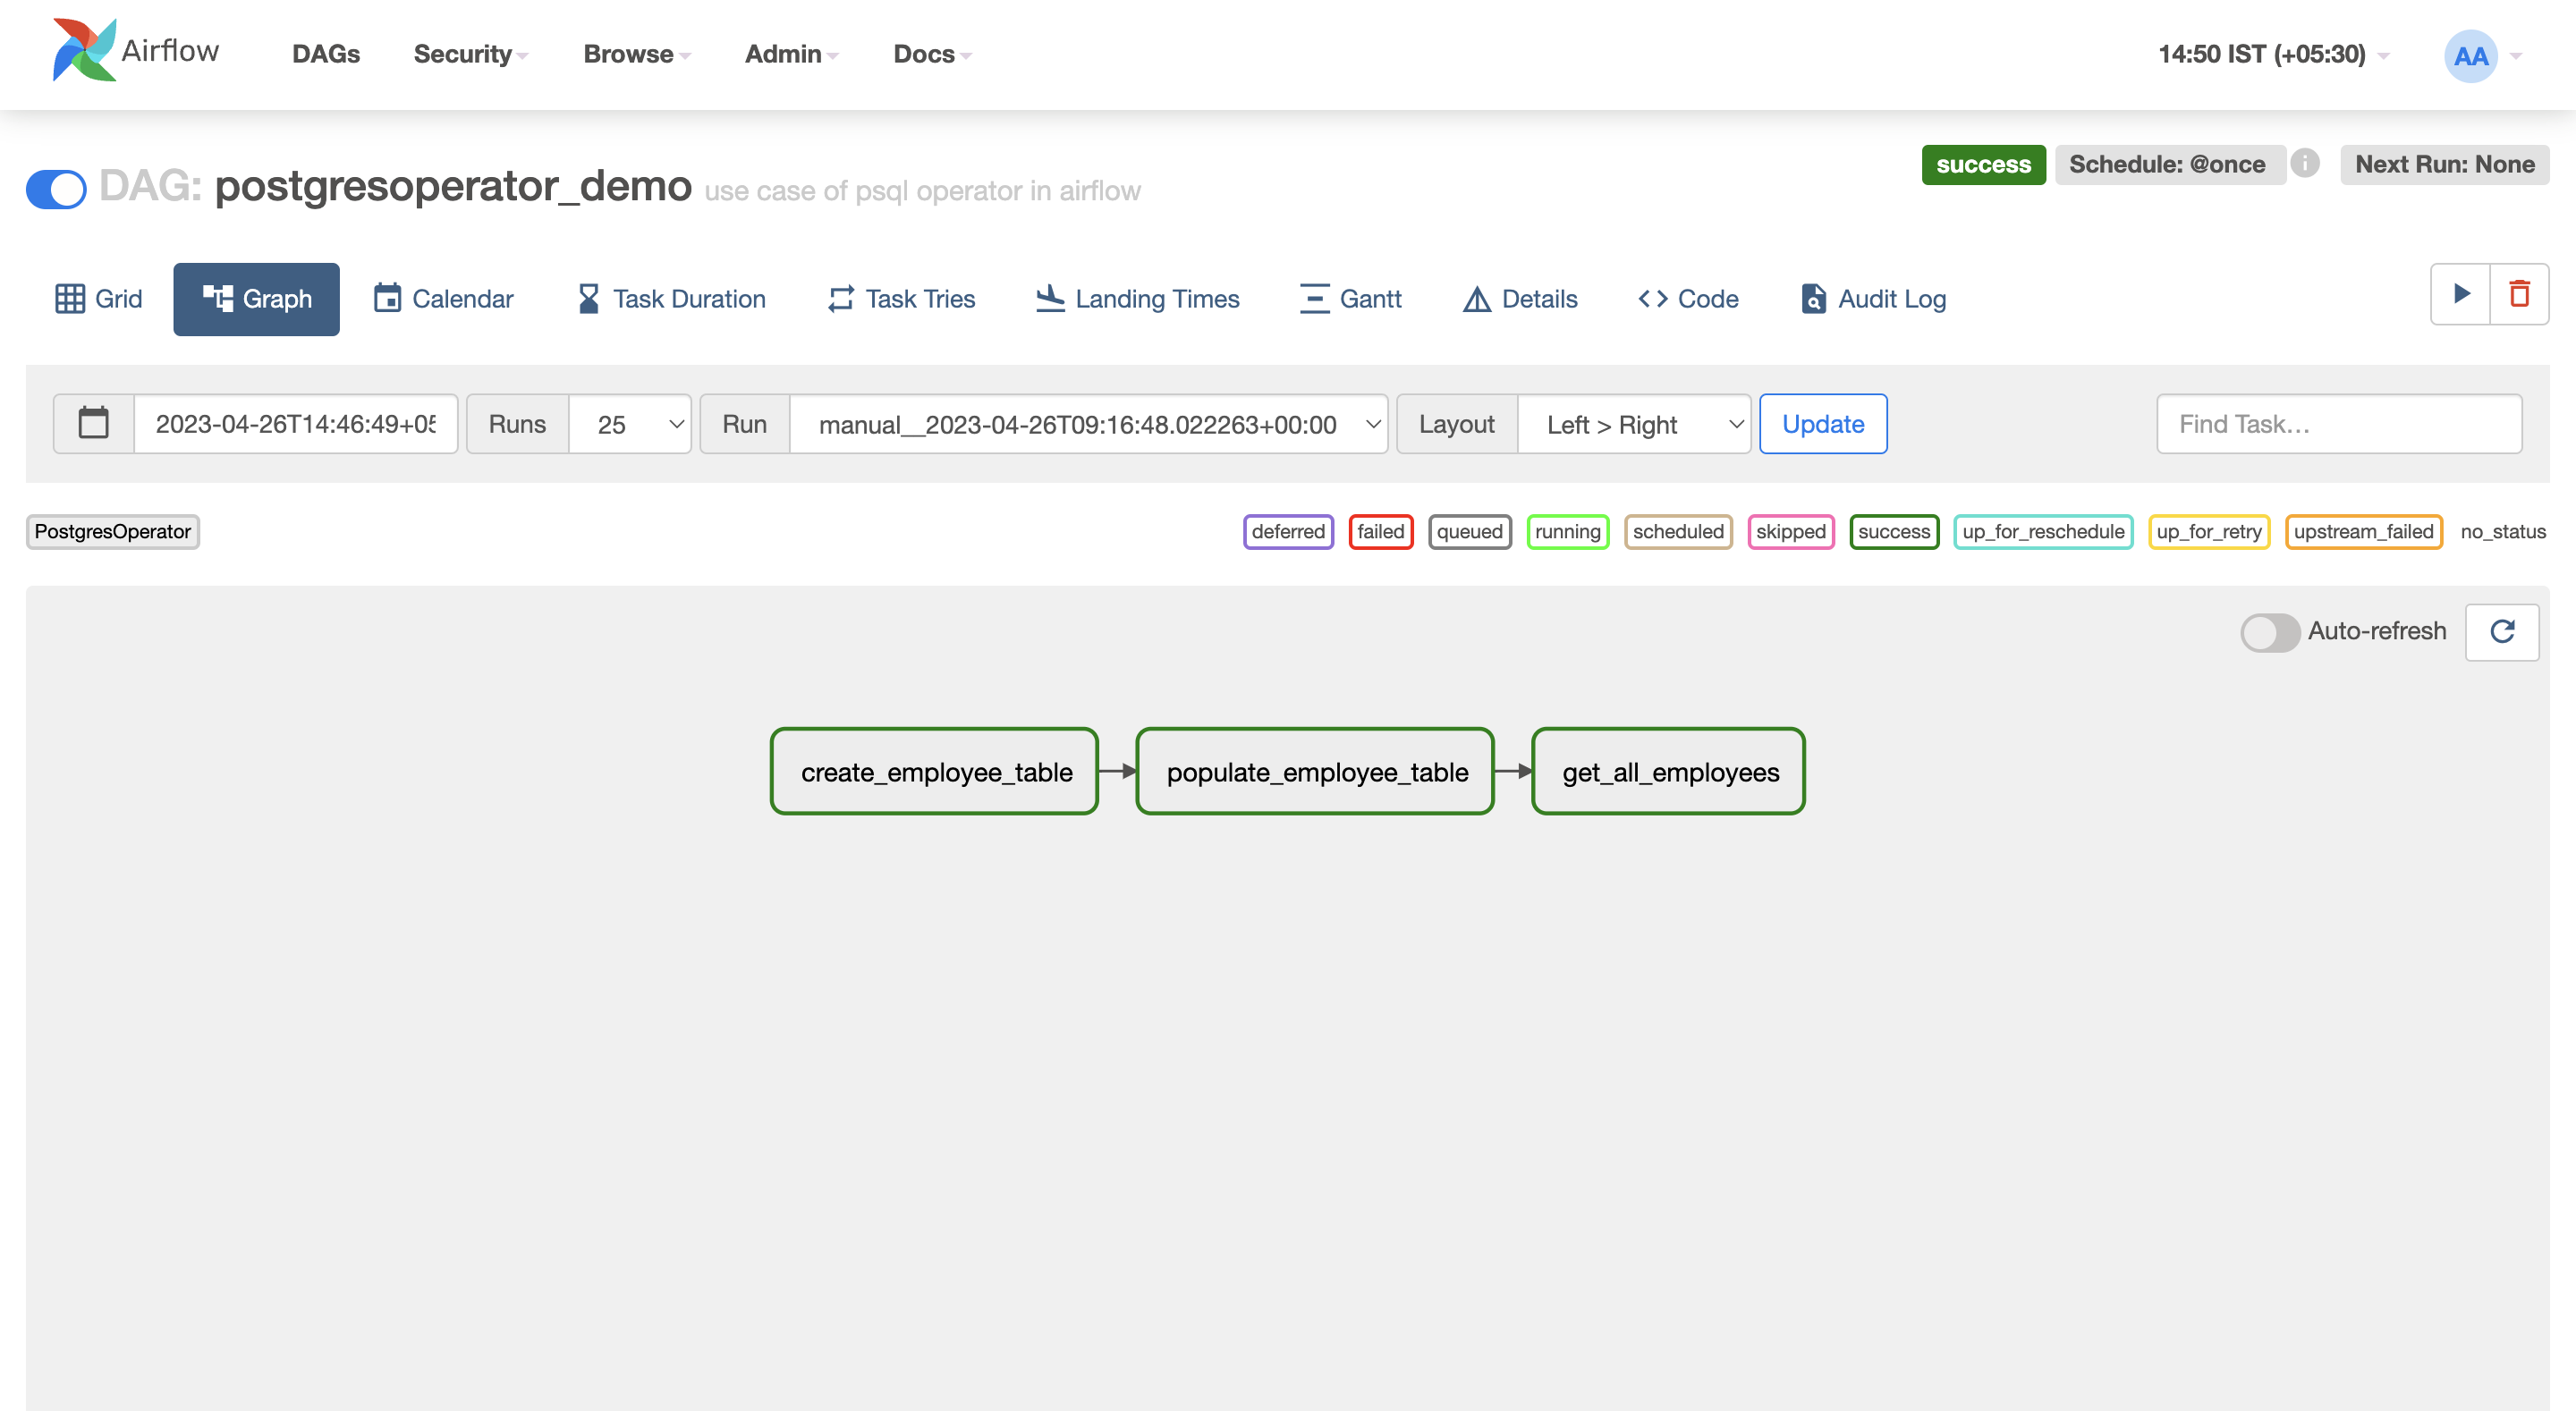 Airflow DAGs Security Browse Admin Docs 14:50 IST (+05:30) AA
success Schedule: @once i Next Run: None
DAG: postgresoperator_demo use case of psql operator in airflow
Grid Graph Calendar Task Duration Task Tries Landing Times Gantt Details Code Audit Log
2023-04-26T14:46:49+05 Runs 25 Run manual__2023-04-26T09:16:48.022263+00:00 Layout Left > Right Update Find Task...
PostgresOperator deferred failed queued running scheduled skipped success up_for_reschedule up_for_retry upstream_failed no_status
Auto-refresh
create_employee_table populate_employee_table get_all_employees